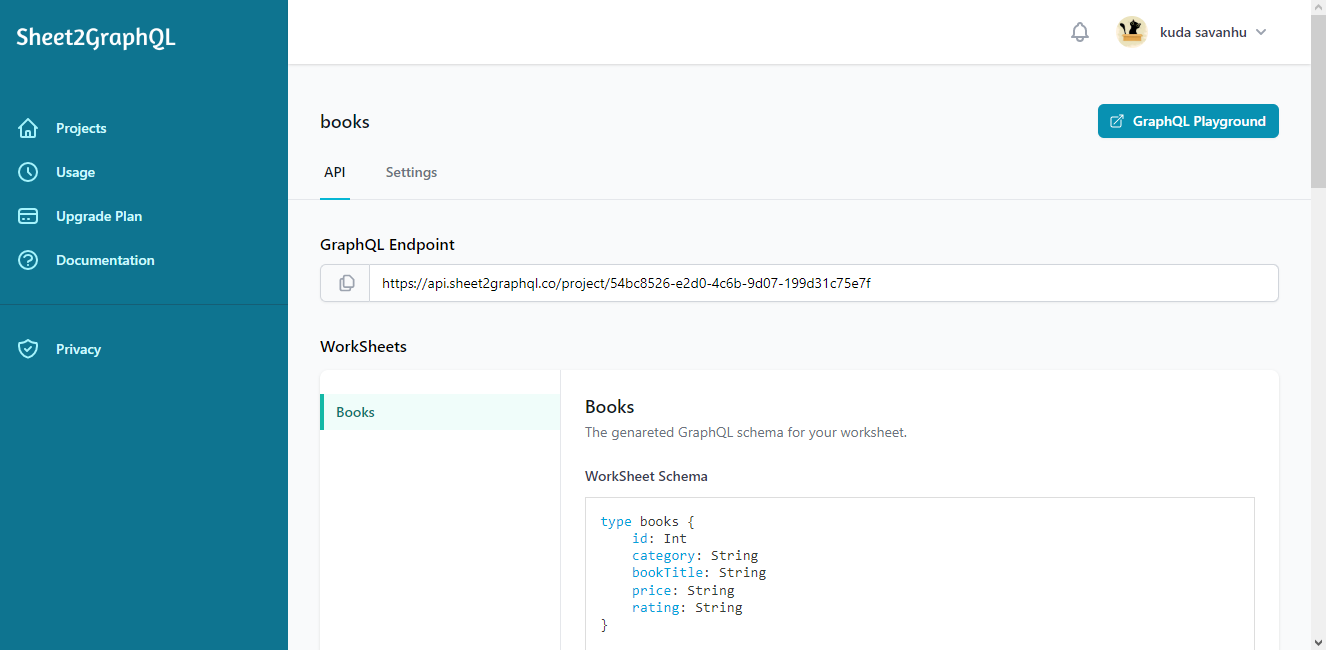 Sheet2GraphQL
kuda savanhu
Projects
Usage
Upgrade Plan
Documentation
Privacy
books
GraphQL Playground
API
Settings
GraphQL Endpoint
https://api.sheet2graphql.co/project/54bc8526-e2d0-4c6b-9d07-199d31c75e7f
WorkSheets
Books
Books
The genareted GraphQL schema for your worksheet.
WorkSheet Schema
type books {
id: Int
category: String
bookTitle: String
price: String
rating: String
}